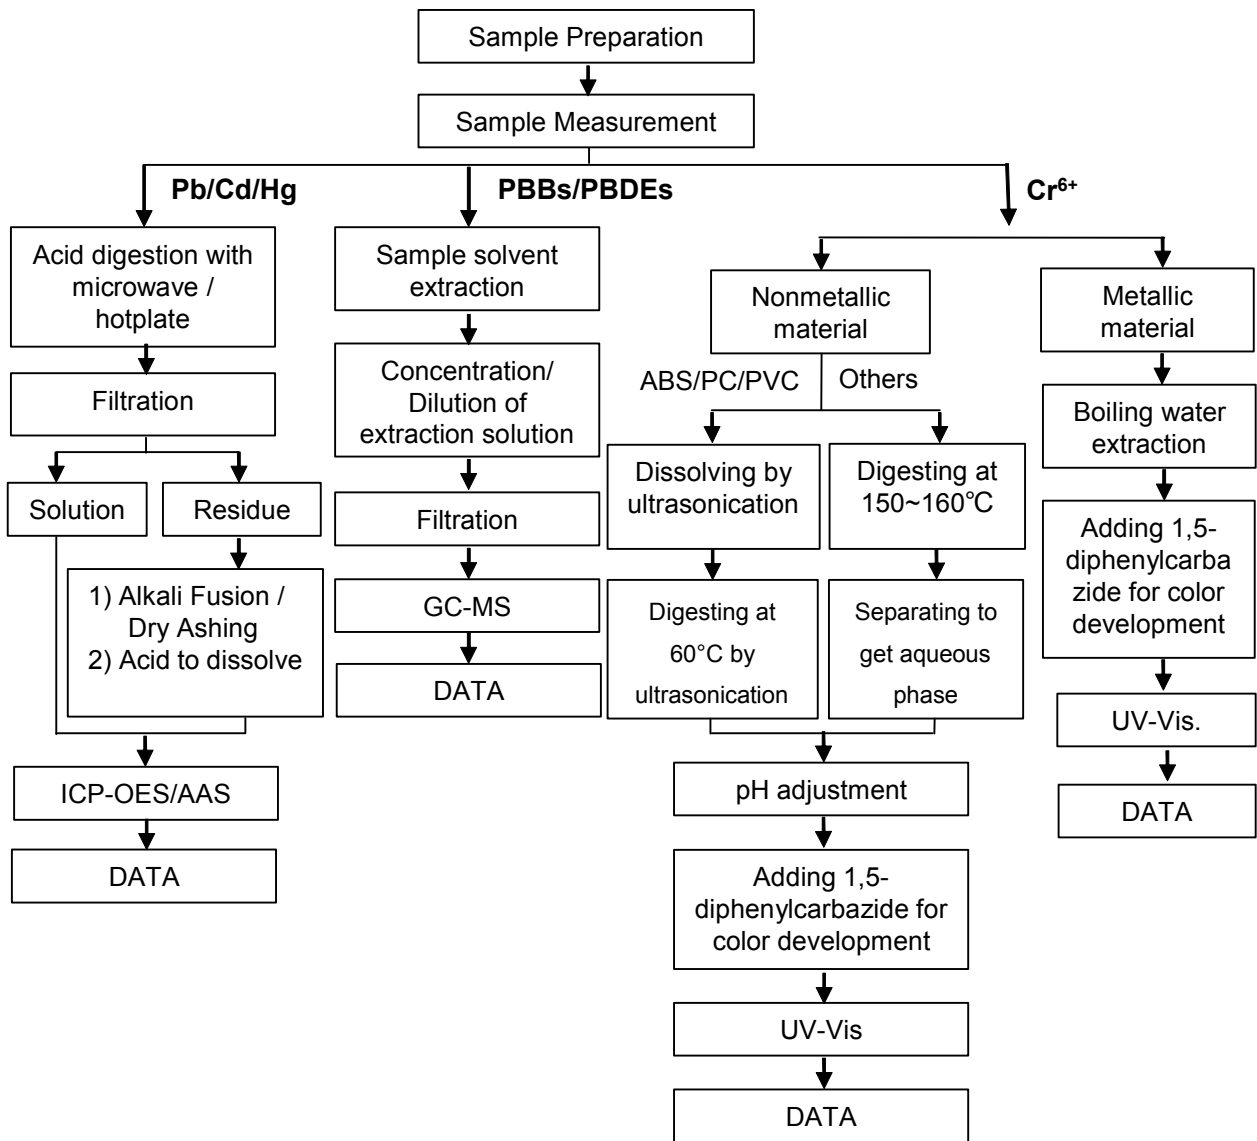 Sample Preparation
Sample Measurement
Pb/Cd/Hg
PBBs/PBDEs
Cr⁶⁺
Acid digestion with
microwave /
hotplate
Filtration
Solution
Residue
1) Alkali Fusion /
Dry Ashing
2) Acid to dissolve
ICP-OES/AAS
DATA
Sample solvent
extraction
Concentration/
Dilution of
extraction solution
Filtration
GC-MS
DATA
Nonmetallic
material
ABS/PC/PVC
Others
Dissolving by
ultrasonication
Digesting at
60°C by
ultrasonication
Digesting at
150~160℃
Separating to
get aqueous
phase
pH adjustment
Adding 1,5-
diphenylcarbazide for
color development
UV-Vis
DATA
Metallic
material
Boiling water
extraction
Adding 1,5-
diphenylcarba
zide for color
development
UV-Vis.
DATA